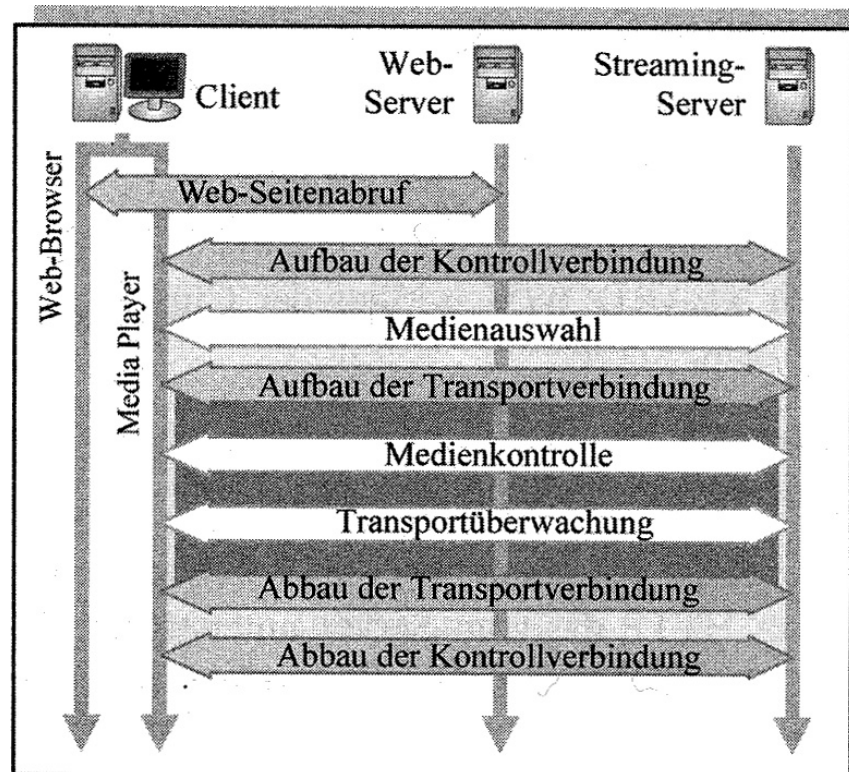 Client
Web-
Server
Streaming-
Server
Web-Browser
Media Player
Web-Seitenabruf
Aufbau der Kontrollverbindung
Medienauswahl
Aufbau der Transportverbindung
Medienkontrolle
Transportüberwachung
Abbau der Transportverbindung
Abbau der Kontrollverbindung